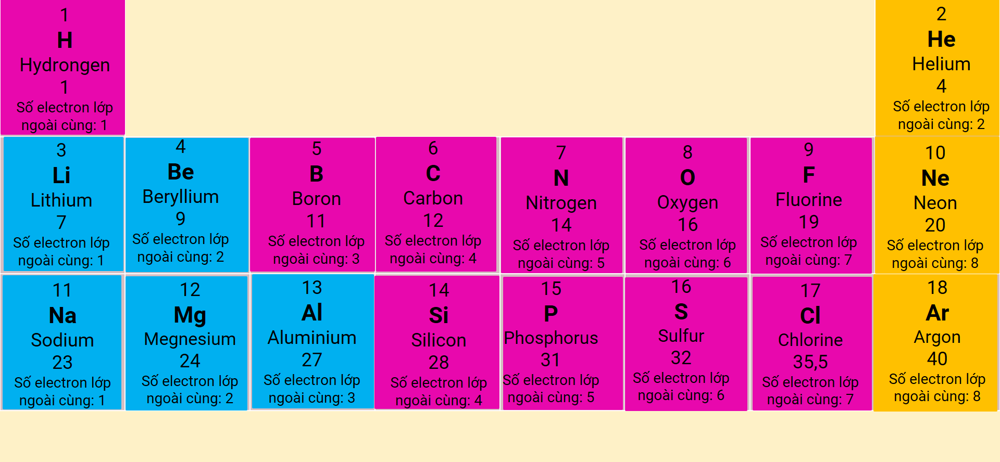 1
H
Hydrongen
1
Số electron lớp
ngoài cùng: 1
2
He
Helium
4
Số electron lớp
ngoài cùng: 2
3
Li
Lithium
7
Số electron lớp
ngoài cùng: 1
4
Be
Beryllium
9
Số electron lớp
ngoài cùng: 2
5
B
Boron
11
Số electron lớp
ngoài cùng: 3
6
C
Carbon
12
Số electron lớp
ngoài cùng: 4
7
N
Nitrogen
14
Số electron lớp
ngoài cùng: 5
8
O
Oxygen
16
Số electron lớp
ngoài cùng: 6
9
F
Fluorine
19
Số electron lớp
ngoài cùng: 7
10
Ne
Neon
20
Số electron lớp
ngoài cùng: 8
11
Na
Sodium
23
Số electron lớp
ngoài cùng: 1
12
Mg
Megnesium
24
Số electron lớp
ngoài cùng: 2
13
Al
Aluminium
27
Số electron lớp
ngoài cùng: 3
14
Si
Silicon
28
Số electron lớp
ngoài cùng: 4
15
P
Phosphorus
31
Số electron lớp
ngoài cùng: 5
16
S
Sulfur
32
Số electron lớp
ngoài cùng: 6
17
Cl
Chlorine
35,5
Số electron lớp
ngoài cùng: 7
18
Ar
Argon
40
Số electron lớp
ngoài cùng: 8